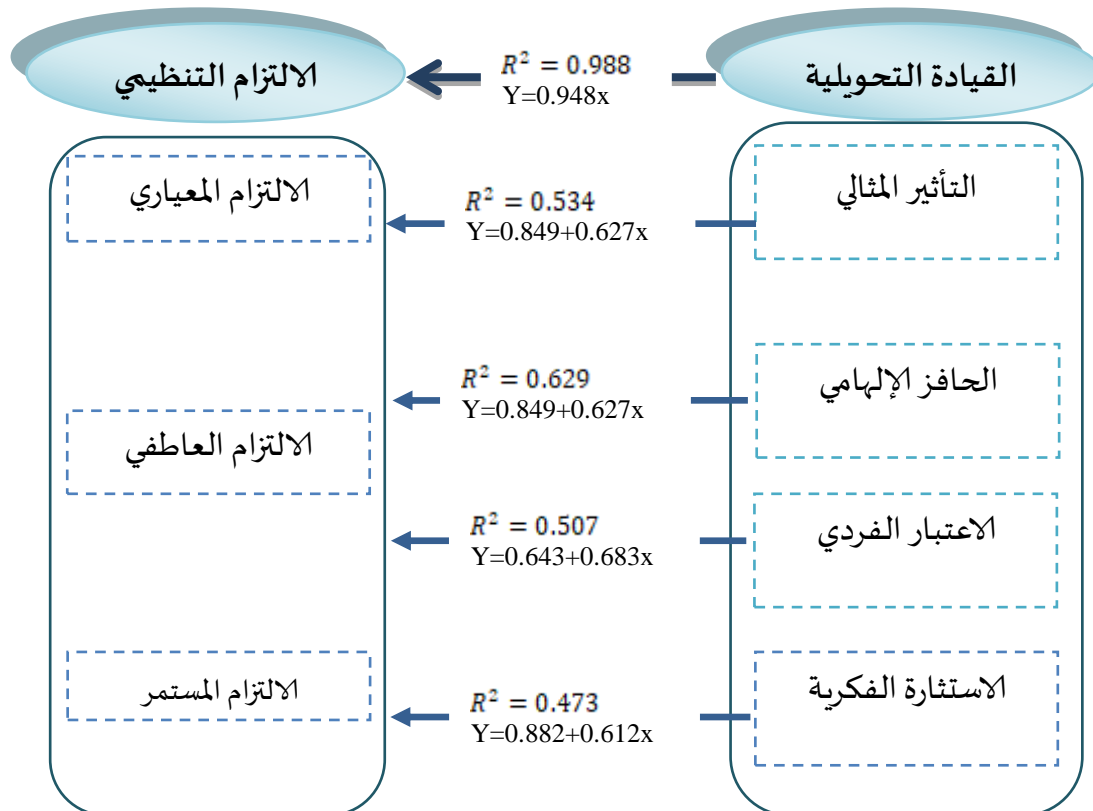 القيادة التحويلية
R² = 0.988
Y=0.948x
الالتزام التنظيمي
التأثير المثالي
R² = 0.534
Y=0.849+0.627x
الالتزام المعياري
الحافز الإلهامي
R² = 0.629
Y=0.849+0.627x
الالتزام العاطفي
الاعتبار الفردي
R² = 0.507
Y=0.643+0.683x
الاستثارة الفكرية
R² = 0.473
Y=0.882+0.612x
الالتزام المستمر